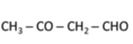 CH₃ – CO – CH₂ – CHO